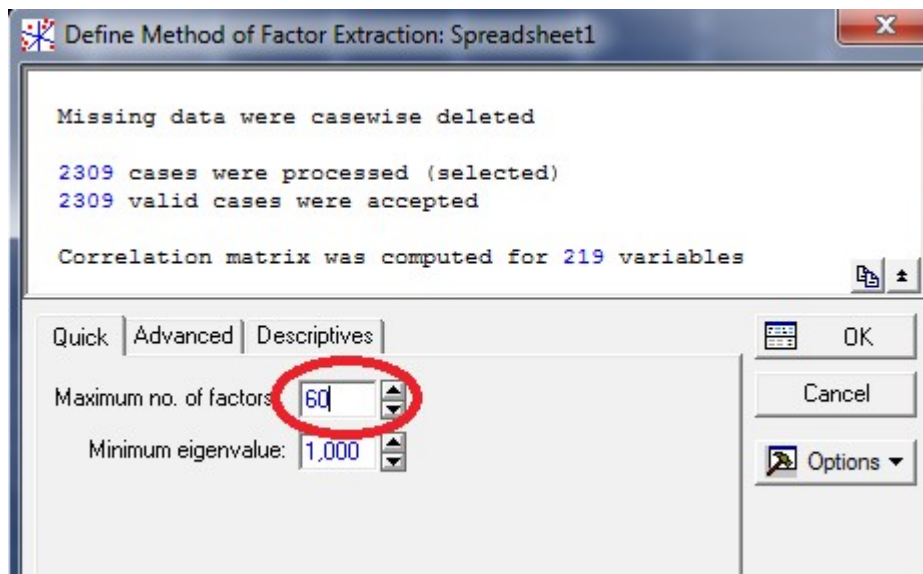 Define Method of Factor Extraction: Spreadsheet1
Missing data were casewise deleted
2309 cases were processed (selected)
2309 valid cases were accepted
Correlation matrix was computed for 219 variables
Quick Advanced Descriptives
OK
Maximum no. of factors 60
Cancel
Minimum eigenvalue: 1,000
Options